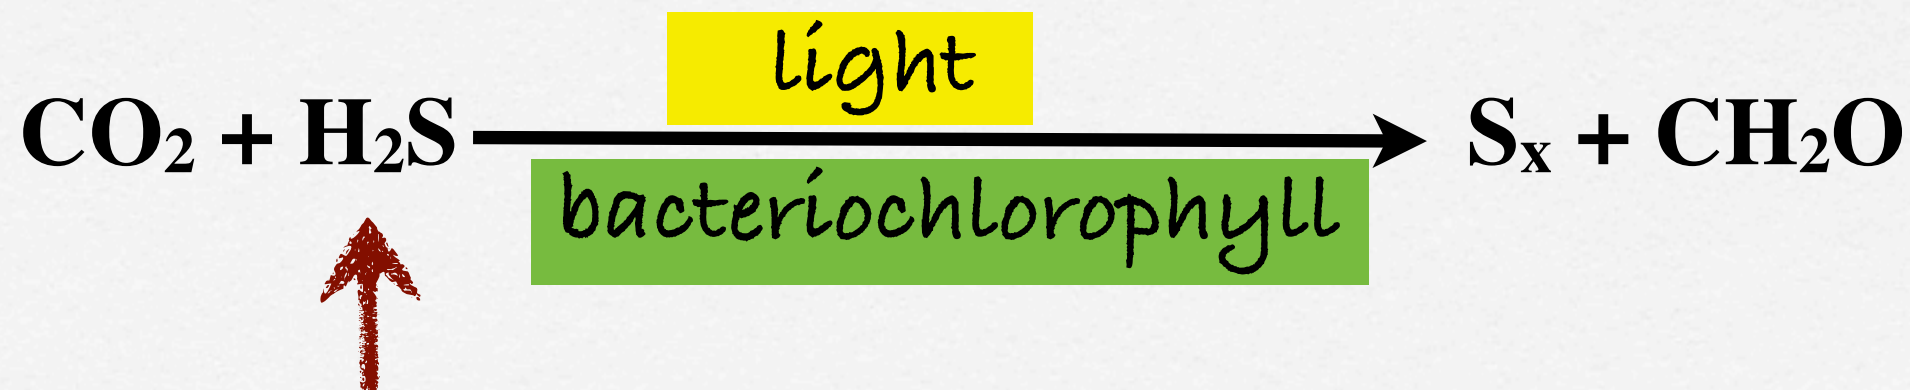 light
CO₂ + H₂S Sₓ + CH₂O
bacteriochlorophyll